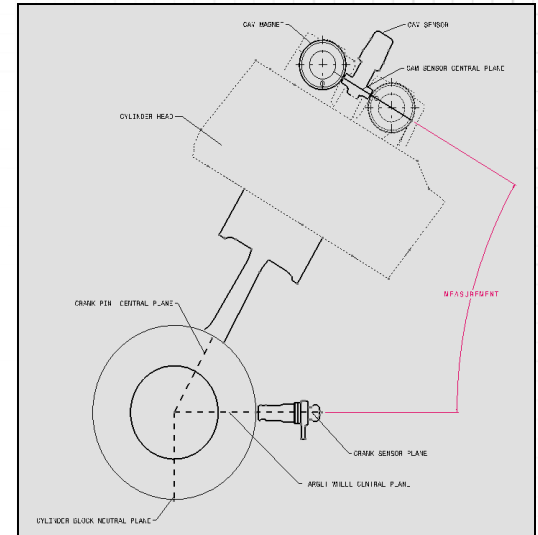 CAM MAGNET
CAM SENSOR
CAM SENSOR CENTRAL PLANE
CYLINDER HEAD
MEASUREMENT
CRANK PIN CENTRAL PLANE
CRANK SENSOR PLANE
CENTRAL PLANE
CYLINDER BLOCK NEUTRAL PLANE